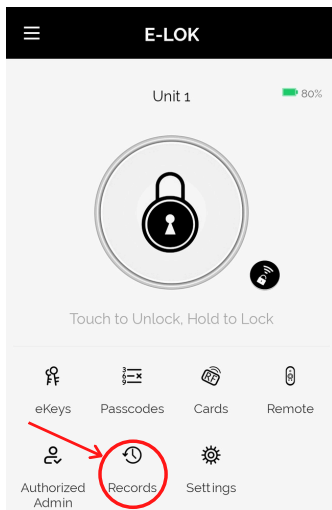 E-LOK
Unit 1
80%
Touch to Unlock, Hold to Lock
eKeys Passcodes Cards Remote
Authorized Records Settings
Admin